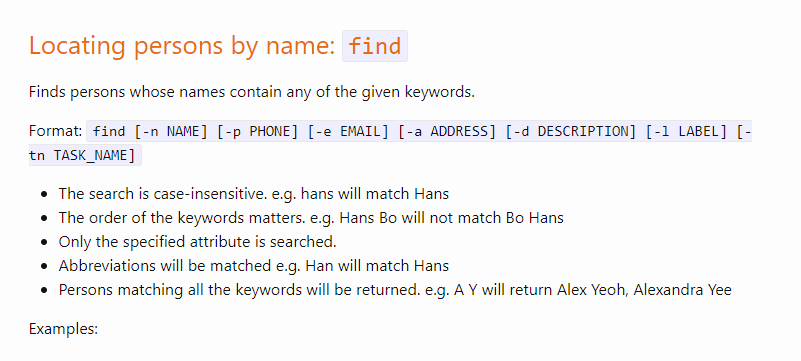 Locating persons by name: find
Finds persons whose names contain any of the given keywords.
Format: find [-n NAME] [-p PHONE] [-e EMAIL] [-a ADDRESS] [-d DESCRIPTION] [-l LABEL] [-
tn TASK_NAME]
• The search is case-insensitive. e.g. hans will match Hans
• The order of the keywords matters. e.g. Hans Bo will not match Bo Hans
• Only the specified attribute is searched.
• Abbreviations will be matched e.g. Han will match Hans
• Persons matching all the keywords will be returned. e.g. A Y will return Alex Yeoh, Alexandra Yee
Examples: